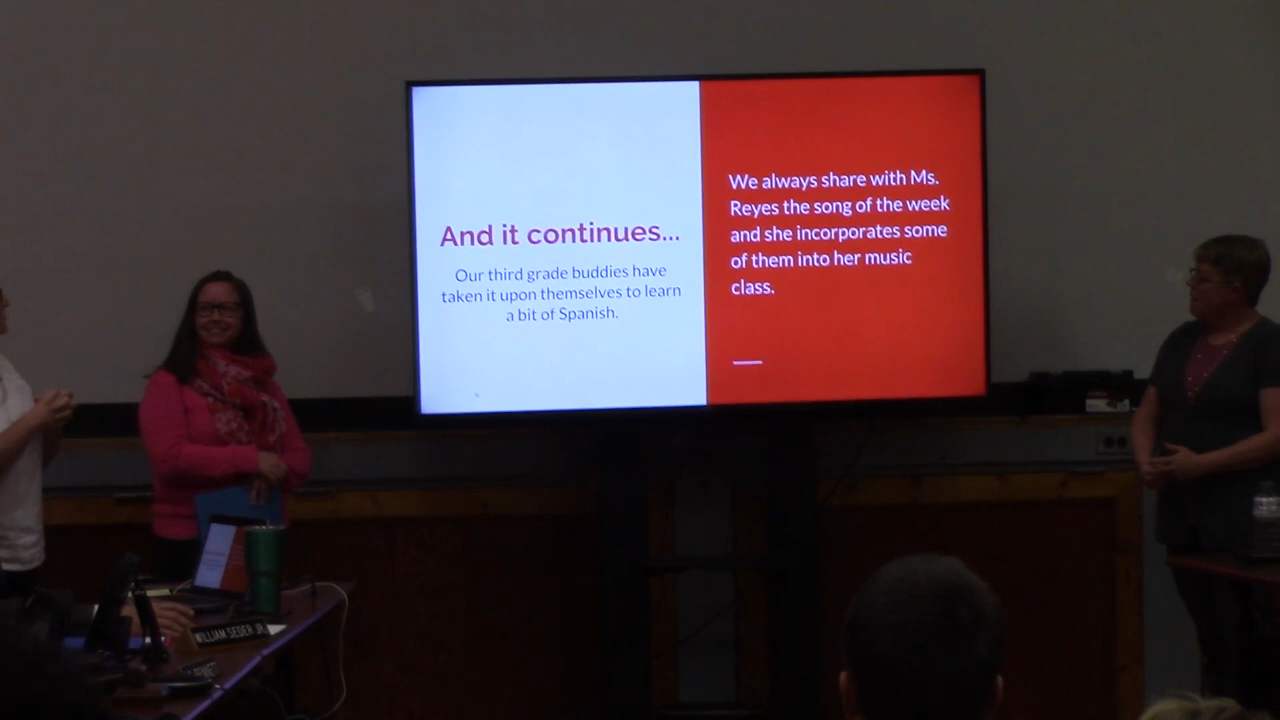 And it continues...
Our third grade buddies have
taken it upon themselves to learn
a bit of Spanish.
We always share with Ms.
Reyes the song of the week
and she incorporates some
of them into her music
class.
WILLIAM SEDER JR.